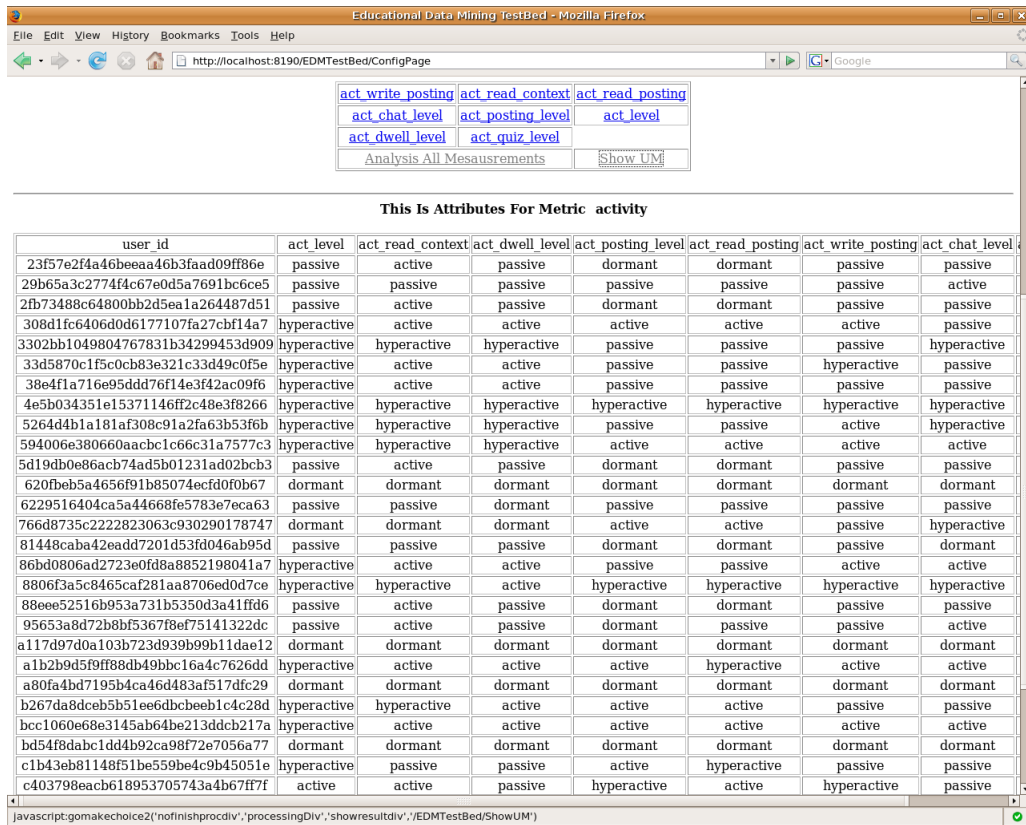 Educational Data Mining TestBed - Mozilla Firefox
File Edit View History Bookmarks Tools Help
http://localhost:8190/EDMTestBed/ConfigPage G Google
act_write_posting act_read_context act_read_posting
act_chat_level act_posting_level act_level
act_dwell_level act_quiz_level
Analysis All Mesausrements Show UM
This Is Attributes For Metric activity
user_id act_level act_read_context act_dwell_level act_posting_level act_read_posting act_write_posting act_chat_level
23f57e2f4a46beeaa46b3faad09ff86e passive active passive dormant dormant passive passive
29b65a3c2774f4c67e0d5a7691bc6ce5 passive passive passive passive passive passive active
2fb73488c64800bb2d5ea1a264487d51 passive active passive dormant dormant passive passive
308d1fc6406d0d6177107fa27cbf14a7 hyperactive active active active active active passive
3302bb1049804767831b34299453d909 hyperactive hyperactive hyperactive passive passive passive hyperactive
33d5870c1f5c0cb83e321c33d49c0f5e hyperactive active active passive passive hyperactive passive
38e4f1a716e95ddd76f14e3f42ac09f6 hyperactive active active passive passive passive passive
4e5b034351e15371146ff2c48e3f8266 hyperactive hyperactive hyperactive hyperactive hyperactive hyperactive hyperactive
5264d4b1a181af308c91a2fa63b53f6b hyperactive hyperactive hyperactive passive passive active hyperactive
594006e380660aacbc1c66c31a7577c3 hyperactive hyperactive hyperactive active active active active
5d19db0e86acb74ad5b01231ad02bcb3 passive active passive dormant dormant passive passive
620fbeb5a4656f91b85074ecfd0f0b67 dormant dormant dormant dormant dormant dormant dormant
6229516404ca5a44668fe5783e7eca63 passive passive dormant passive passive passive passive
766d8735c2222823063c930290178747 dormant dormant dormant active active passive hyperactive
81448caba42eadd7201d53fd046ab95d passive passive passive dormant dormant passive dormant
86bd0806ad2723e0fd8a8852198041a7 hyperactive active active passive passive active active
8806f3a5c8465caf281aa8706ed0d7ce hyperactive hyperactive active hyperactive hyperactive hyperactive hyperactive
88eee52516b953a731b5350d3a41ffd6 passive active passive dormant dormant passive passive
95653a8d72b8bf5367f8ef75141322dc passive active passive dormant passive passive active
a117d97d0a103b723d939b99b11dae12 dormant dormant dormant dormant dormant dormant dormant
a1b2b9d5f9ff88db49bbc16a4c7626dd hyperactive active active active hyperactive active active
a80fa4bd7195b4ca46d483af517dfc29 dormant dormant dormant dormant dormant dormant dormant
b267da8dceb5b51ee6dbcbeeb1c4c28d hyperactive hyperactive active active active passive passive
bcc1060e68e3145ab64be213ddcb217a hyperactive active active active active active active
bd54f8dabc1dd4b92ca98f72e7056a77 dormant dormant dormant dormant dormant dormant dormant
c1b43eb81148f51be559be4c9b45051e hyperactive passive passive active hyperactive passive passive
c403798eacb618953705743a4b67ff7f active active passive hyperactive active hyperactive passive
javascript:gomakechoice2('nofinishprocdiv','processingDiv','showresultdiv','/EDMTestBed/ShowUM')